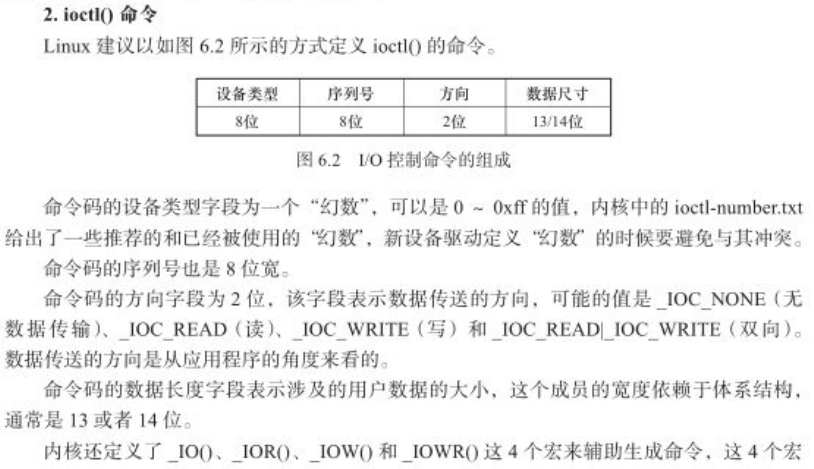 2. ioctl() 命令
Linux 建议以如图 6.2 所示的方式定义 ioctl() 的命令。
设备类型 序列号 方向 数据尺寸
8位 8位 2位 13/14位
图 6.2 I/O 控制命令的组成
命令码的设备类型字段为一个“幻数”，可以是 0 ~ 0xff 的值，内核中的 ioctl-number.txt
给出了一些推荐的和已经被使用的“幻数”，新设备驱动定义“幻数”的时候要避免与其冲突。
命令码的序列号也是 8 位宽。
命令码的方向字段为 2 位，该字段表示数据传送的方向，可能的值是 _IOC_NONE（无
数据传输）、_IOC_READ（读）、_IOC_WRITE（写）和 _IOC_READ|_IOC_WRITE（双向）。
数据传送的方向是从应用程序的角度来看的。
命令码的数据长度字段表示涉及的用户数据的大小，这个成员的宽度依赖于体系结构，
通常是 13 或者 14 位。
内核还定义了 _IO()、_IOR()、_IOW() 和 _IOWR() 这 4 个宏来辅助生成命令，这 4 个宏